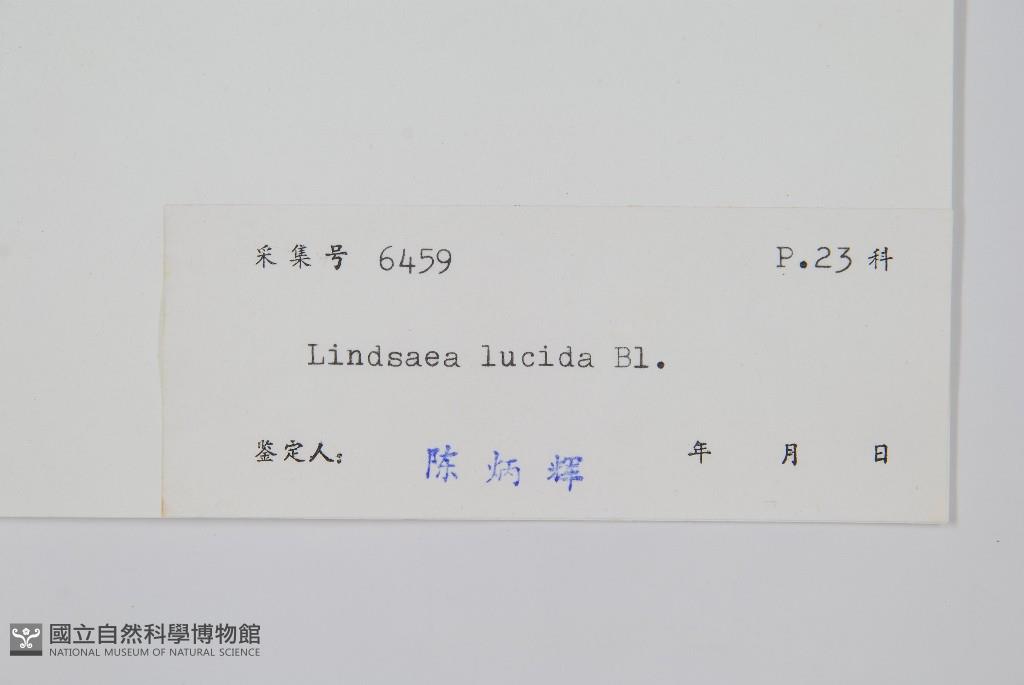 采集号 6459 P.23 科
Lindsaea lucida Bl.
鉴定人: 陈炳辉 年 月 日
國立自然科學博物館
NATIONAL MUSEUM OF NATURAL SCIENCE